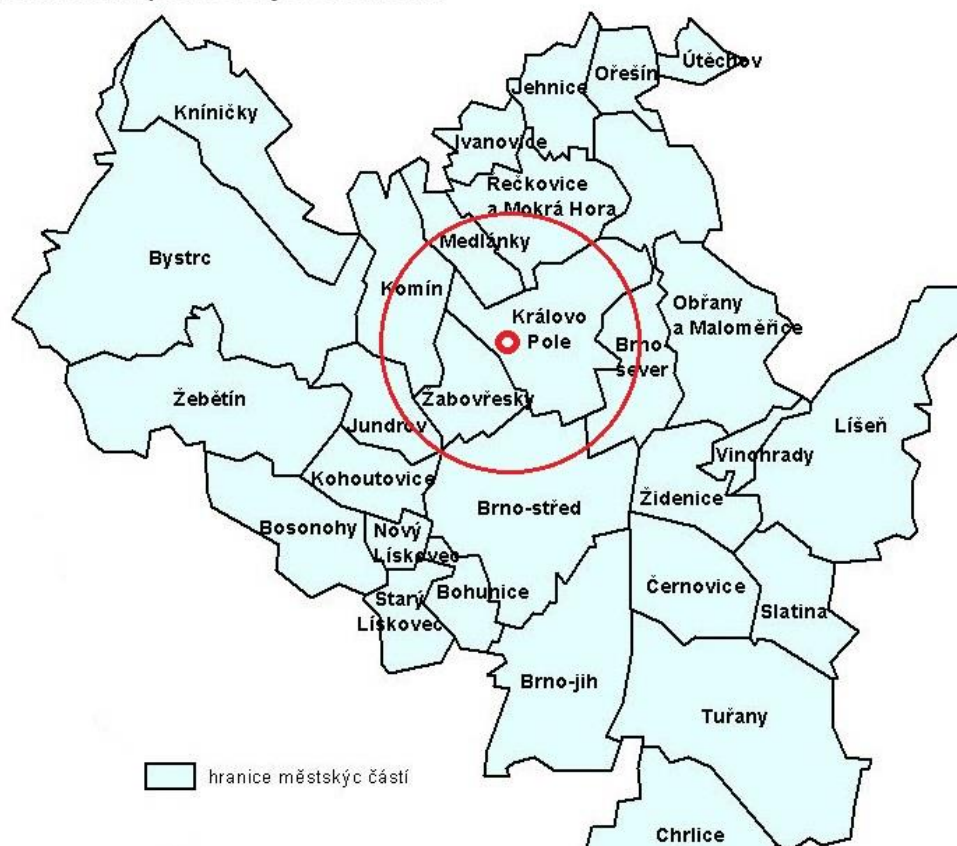 Útěchov
Ořešín
Jehnice
Kníničky
Ivanovice
Rečkovice
a Mokrá Hora
Medlánky
Bystrc
Komín
Obřany
a Maloměřice
Královo
Pole
Brno
sever
Žebětín
Žabovřesky
Jundrov
Líšeň
Vinohrady
Kohoutovice
Židenice
Brno-střed
Bosonohy
Nový
Lískovec
Černovice
Bohunice
Starý
Lískovec
Slatina
Brno-jih
Tuřany
hranice městskýc částí
Chrlice